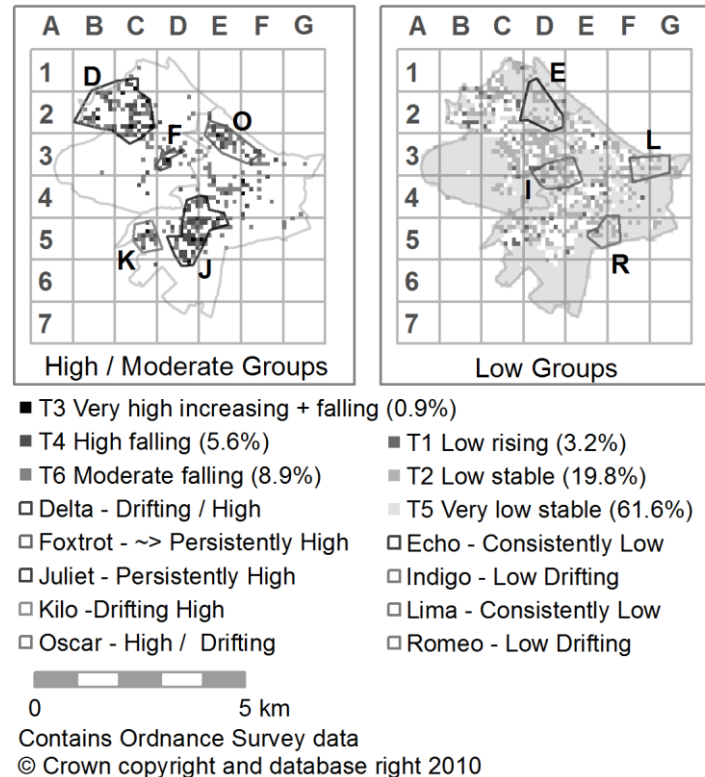 A B C D E F G
A B C D E F G
1
2
3
4
5
6
7
D
F
O
K
J
High / Moderate Groups
1
2
3
4
5
6
7
E
L
I
R
Low Groups
T3 Very high increasing + falling (0.9%)
T4 High falling (5.6%)
T6 Moderate falling (8.9%)
Delta - Drifting / High
Foxtrot - ~> Persistently High
Juliet - Persistently High
Kilo -Drifting High
Oscar - High / Drifting
T1 Low rising (3.2%)
T2 Low stable (19.8%)
T5 Very low stable (61.6%)
Echo - Consistently Low
Indigo - Low Drifting
Lima - Consistently Low
Romeo - Low Drifting
0 5 km
Contains Ordnance Survey data
© Crown copyright and database right 2010